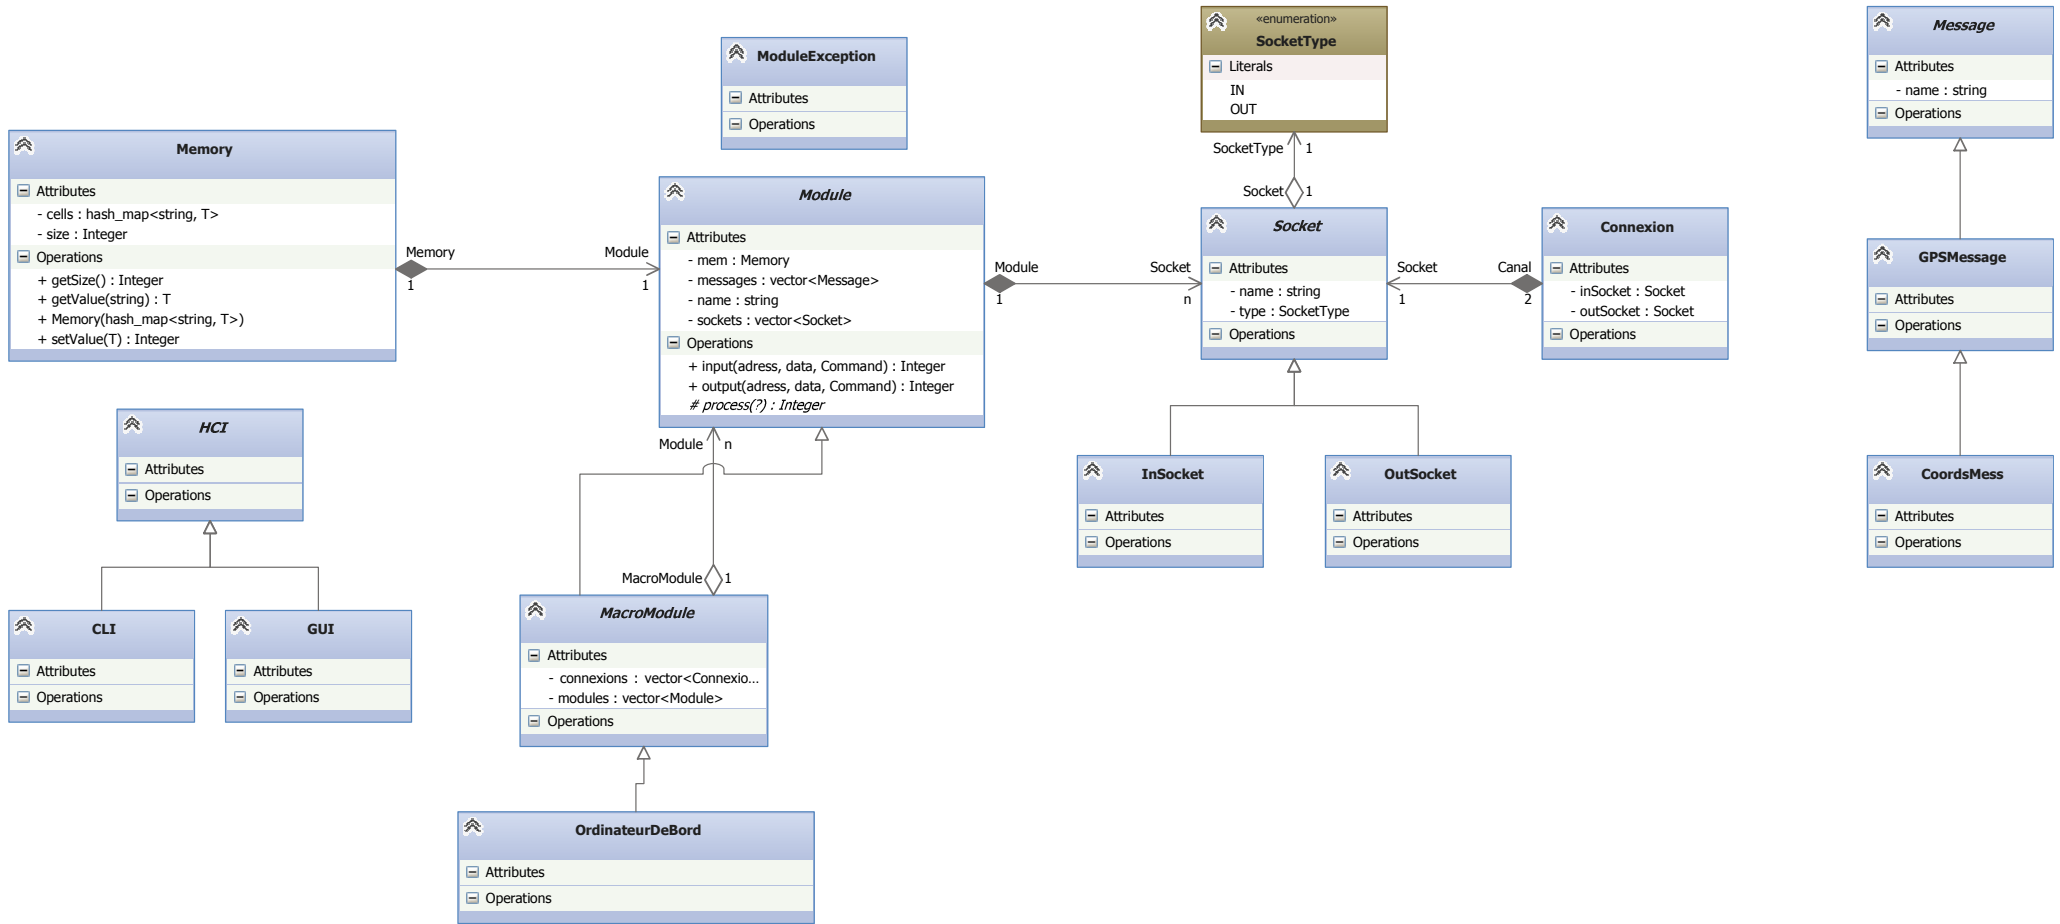 «enumeration»
SocketType
Literals
IN
OUT
Message
Attributes
- name : string
Operations
ModuleException
Attributes
Operations
Memory
Attributes
- cells : hash_map<string, T>
- size : Integer
Operations
+ getSize() : Integer
+ getValue(string) : T
+ Memory(hash_map<string, T>)
+ setValue(T) : Integer
Memory
1
Module
1
Module
Attributes
- mem : Memory
- messages : vector<Message>
- name : string
- sockets : vector<Socket>
Operations
+ input(adress, data, Command) : Integer
+ output(adress, data, Command) : Integer
# process(?) : Integer
Module
1
Socket
n
SocketType
1
Socket
1
Socket
Attributes
- name : string
- type : SocketType
Operations
Socket
1
Canal
2
Connexion
Attributes
- inSocket : Socket
- outSocket : Socket
Operations
GPSMessage
Attributes
Operations
HCI
Attributes
Operations
Module
n
InSocket
Attributes
Operations
OutSocket
Attributes
Operations
CoordsMess
Attributes
Operations
CLI
Attributes
Operations
GUI
Attributes
Operations
MacroModule
1
MacroModule
Attributes
- connexions : vector<Connexio...
- modules : vector<Module>
Operations
OrdinateurDeBord
Attributes
Operations